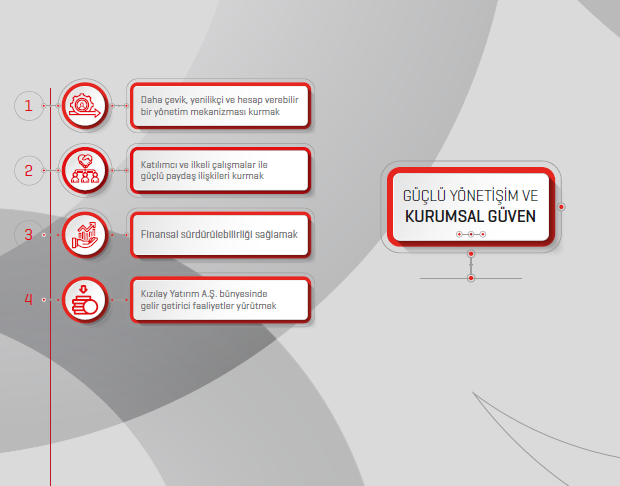 1
Daha çevik, yenilikçi ve hesap verebilir
bir yönetim mekanizması kurmak
2
Katılımcı ve ilkeli çalışmalar ile
güçlü paydaş ilişkileri kurmak
3
Finansal sürdürülebilirliği sağlamak
4
Kızılay Yatırım A.Ş. bünyesinde
gelir getirici faaliyetler yürütmek
GÜÇLÜ YÖNETİŞİM VE
KURUMSAL GÜVEN